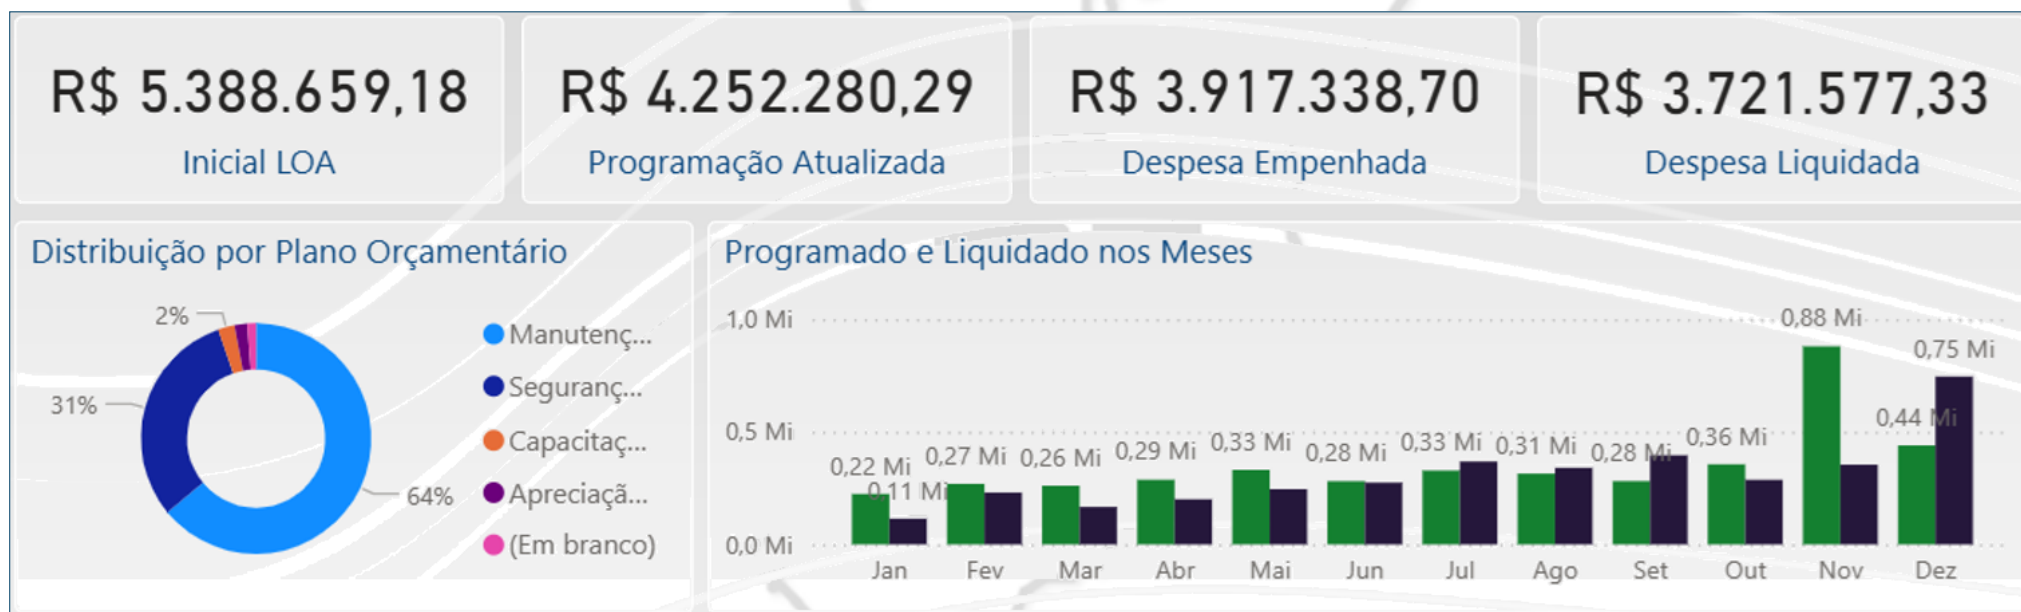 R$ 5.388.659,18
Inicial LOA
R$ 4.252.280,29
Programação Atualizada
R$ 3.917.338,70
Despesa Empenhada
R$ 3.721.577,33
Despesa Liquidada
Distribuição por Plano Orçamentário
2%
31%
64%
Manutenç...
Seguranç...
Capacitaç...
Apreciaçã...
(Em branco)
Programado e Liquidado nos Meses
1,0 Mi
0,5 Mi
0,0 Mi
0,22 Mi
0,11 Mi
0,27 Mi
0,26 Mi
0,29 Mi
0,33 Mi
0,28 Mi
0,33 Mi
0,31 Mi
0,28 Mi
0,36 Mi
0,88 Mi
0,44 Mi
0,75 Mi
Jan
Fev
Mar
Abr
Mai
Jun
Jul
Ago
Set
Out
Nov
Dez